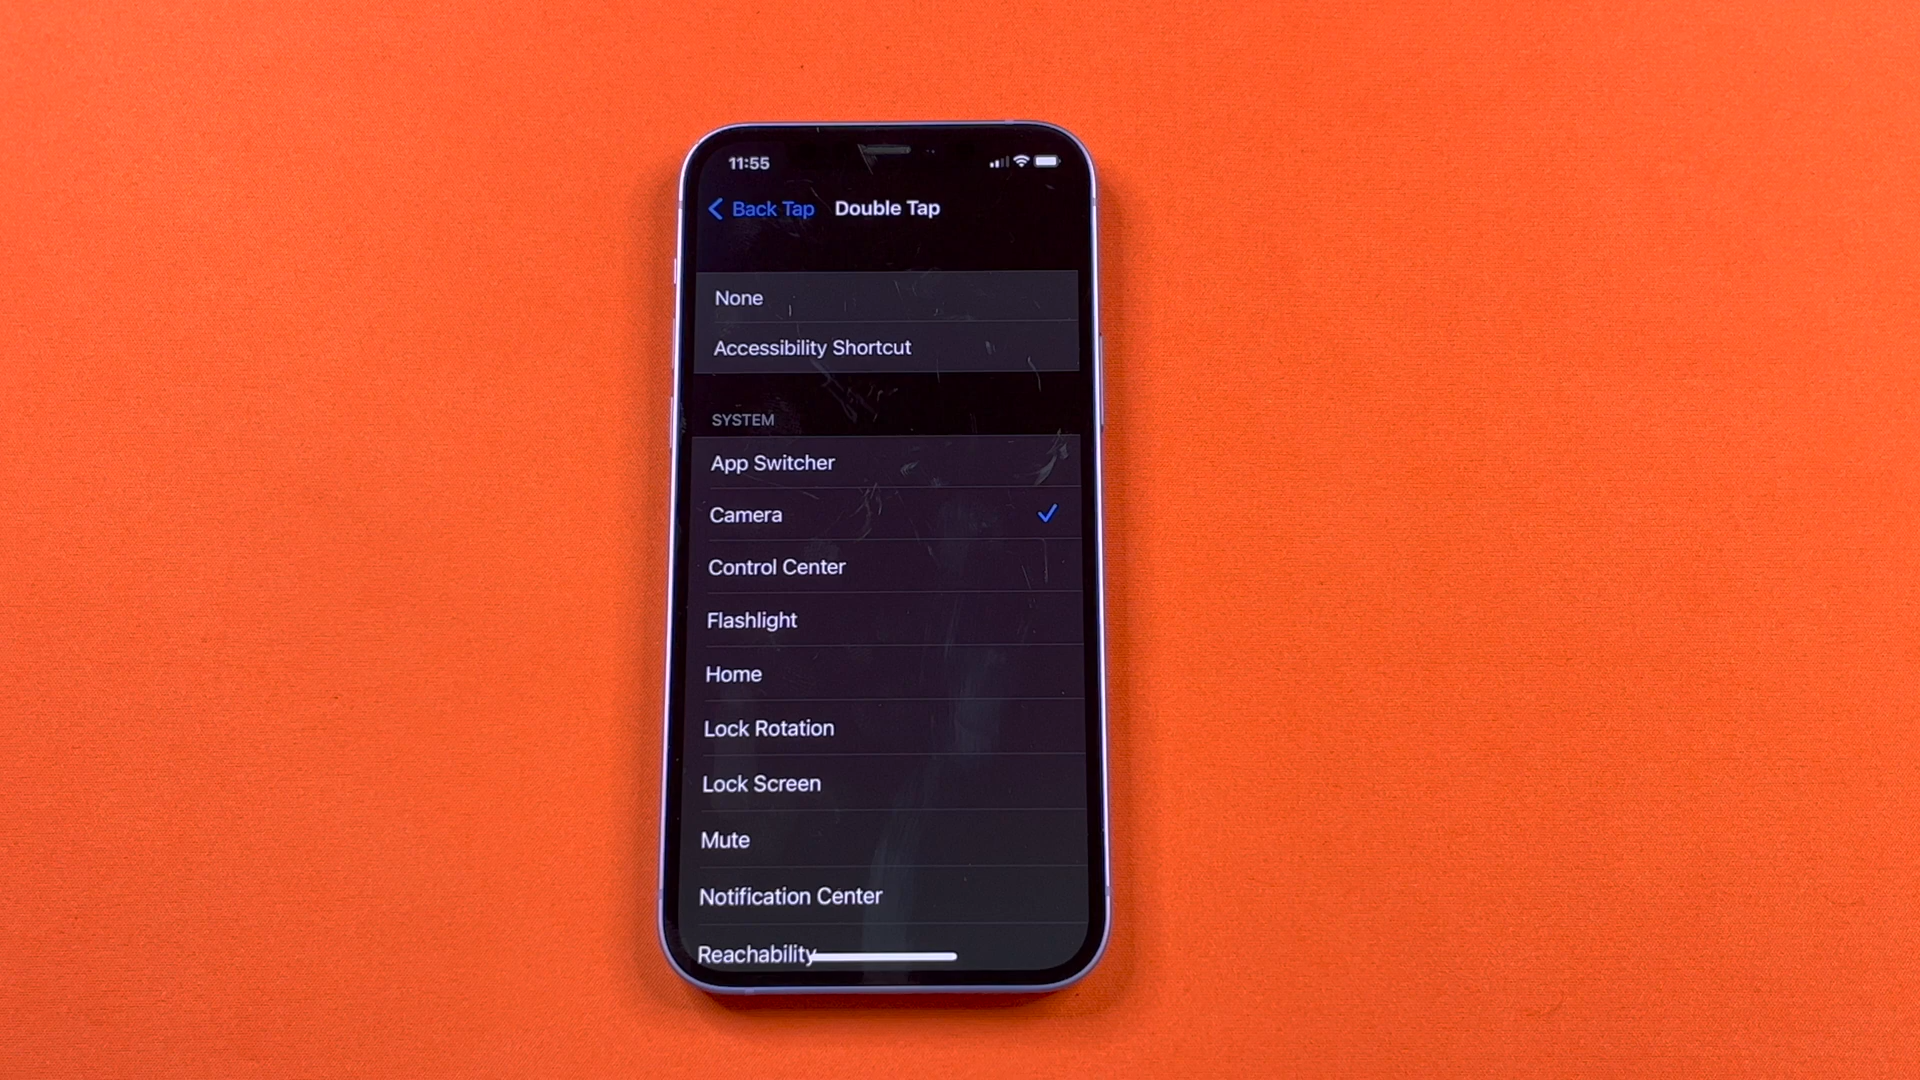 11:55
Back Tap Double Tap
None
Accessibility Shortcut
SYSTEM
App Switcher
Camera
Control Center
Flashlight
Home
Lock Rotation
Lock Screen
Mute
Notification Center
Reachability